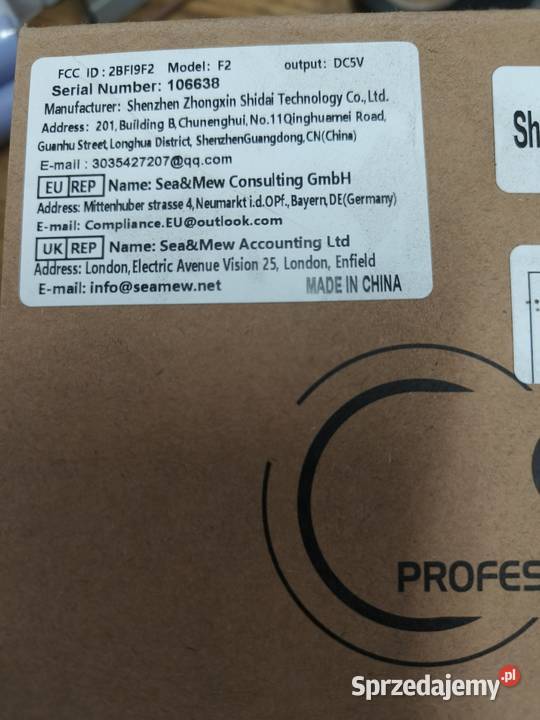 FCC ID : 2BFI9F2 Model: F2 output: DC5V
Serial Number: 106638
Manufacturer: Shenzhen Zhongxin Shidai Technology Co., Ltd.
Address: 201, Building B, Chunenghui, No.11 Qinghuamei Road,
Guanhu Street, Longhua District, ShenzhenGuangdong, CN(China)
E-mail : 3035427207@qq.com
EU REP Name: Sea&Mew Consulting GmbH
Address: Mittenhuber strasse 4, Neumarkt i.d.OPf., Bayern, DE(Germany)
E-mail: Compliance.EU@outlook.com
UK REP Name: Sea&Mew Accounting Ltd
Address: London, Electric Avenue Vision 25, London, Enfield
E-mail: info@seamew.net MADE IN CHINA
Sh
PROFES
Sprzedajemy.pl